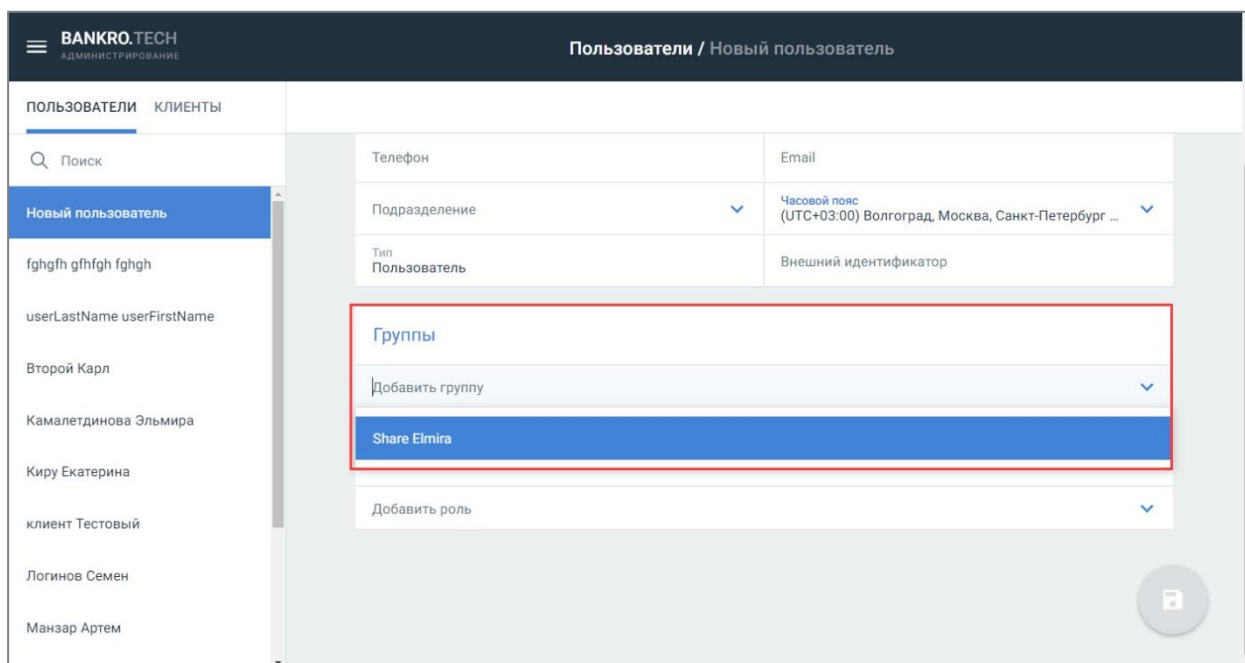 BANKRO.TECH
АДМИНИСТРИРОВАНИЕ
Пользователи / Новый пользователь
ПОЛЬЗОВАТЕЛИ КЛИЕНТЫ
Поиск
Новый пользователь
fghgfh gfhfgh fghgh
userLastName userFirstName
Второй Карл
Камалетдинова Эльмира
Киру Екатерина
клиент Тестовый
Логинов Семен
Манзар Артем
Телефон
Email
Подразделение
Часовой пояс
(UTC+03:00) Волгоград, Москва, Санкт-Петербург ...
Тип
Пользователь
Внешний идентификатор
Группы
Добавить группу
Share Elmira
Добавить роль